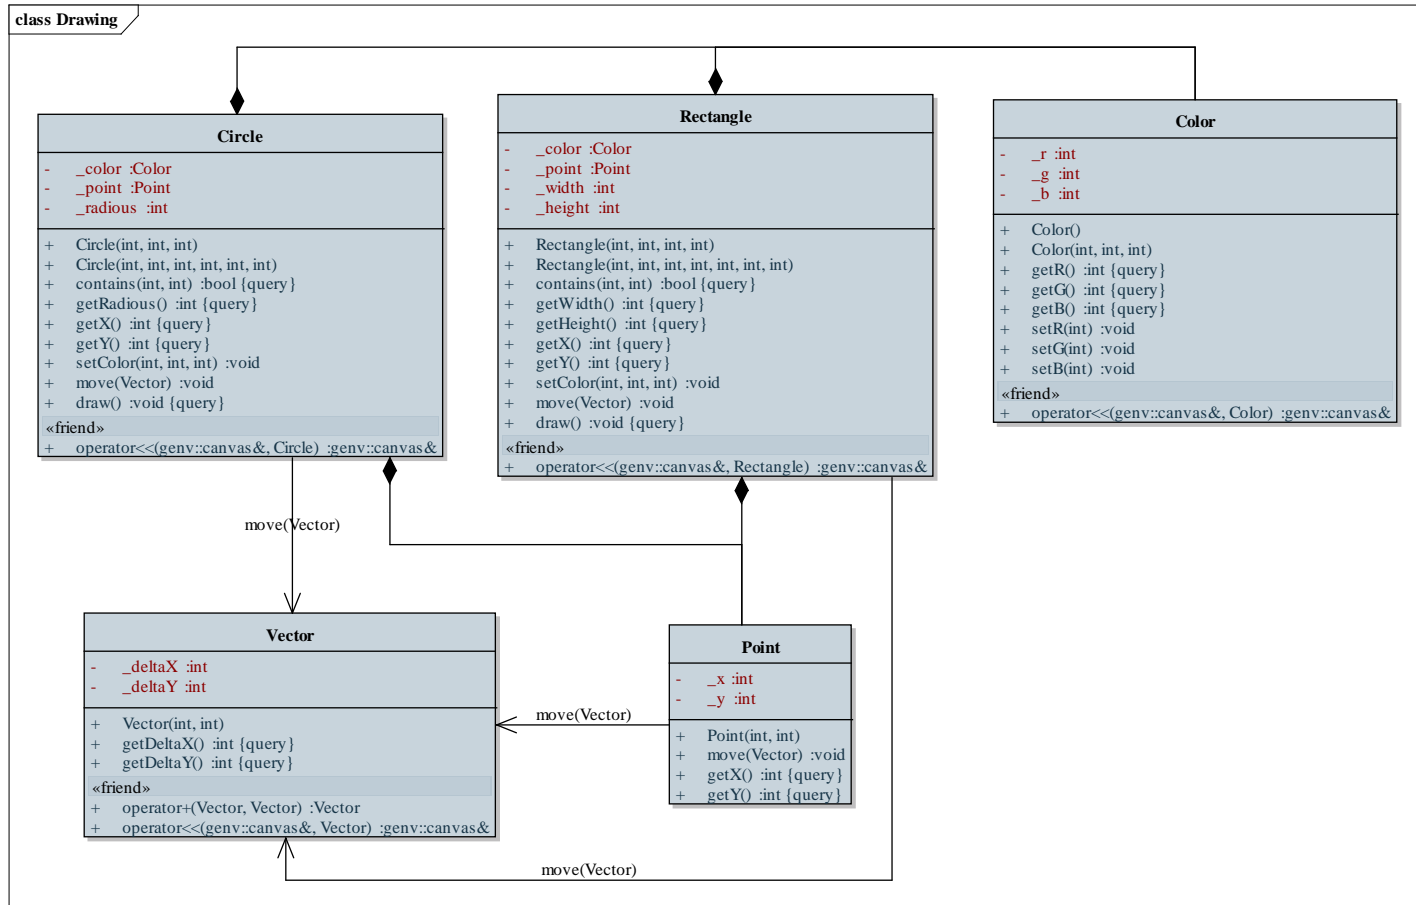 class Drawing
Circle
- _color :Color
- _point :Point
- _radious :int
+ Circle(int, int, int)
+ Circle(int, int, int, int, int, int)
+ contains(int, int) :bool {query}
+ getRadious() :int {query}
+ getX() :int {query}
+ getY() :int {query}
+ setColor(int, int, int) :void
+ move(Vector) :void
+ draw() :void {query}
«friend»
+ operator<<(genv::canvas&, Circle) :genv::canvas&
Rectangle
- _color :Color
- _point :Point
- _width :int
- _height :int
+ Rectangle(int, int, int, int)
+ Rectangle(int, int, int, int, int, int, int)
+ contains(int, int) :bool {query}
+ getWidth() :int {query}
+ getHeight() :int {query}
+ getX() :int {query}
+ getY() :int {query}
+ setColor(int, int, int) :void
+ move(Vector) :void
+ draw() :void {query}
«friend»
+ operator<<(genv::canvas&, Rectangle) :genv::canvas&
Color
- _r :int
- _g :int
- _b :int
+ Color()
+ Color(int, int, int)
+ getR() :int {query}
+ getG() :int {query}
+ getB() :int {query}
+ setR(int) :void
+ setG(int) :void
+ setB(int) :void
«friend»
+ operator<<(genv::canvas&, Color) :genv::canvas&
move(Vector)
Vector
- _deltaX :int
- _deltaY :int
+ Vector(int, int)
+ getDeltaX() :int {query}
+ getDeltaY() :int {query}
«friend»
+ operator+(Vector, Vector) :Vector
+ operator<<(genv::canvas&, Vector) :genv::canvas&
move(Vector)
Point
- _x :int
- _y :int
+ Point(int, int)
+ move(Vector) :void
+ getX() :int {query}
+ getY() :int {query}
move(Vector)